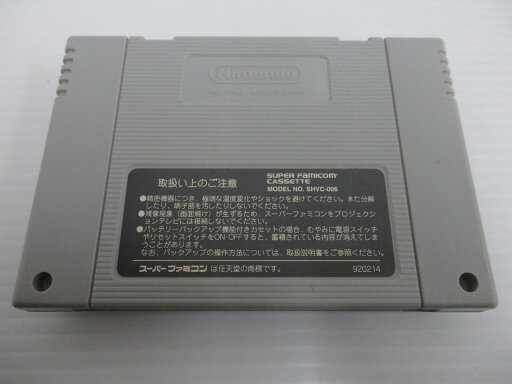 Nintendo
SUPER FAMICOM
CASSETTE
MODEL NO. SHVC-006
取扱い上のご注意
●精密機器につき、極端な温度変化やショックを避けてください。また分解
したり、端子部を汚したりしないでください。
●残像現象（画面焼け）が生ずるため、スーパーファミコンをプロジェクシ
ョンテレビには接続しないでください。
●バッテリーバックアップ機能付きカセットの場合、むやみに電源スイッチ
やリセットスイッチをON・OFFすると、蓄積されている内容が消えてしま
うことがあります。
なお、バックアップの操作方法については、取扱説明書をご参照ください。
スーパーファミコン は任天堂の商標です。
920214